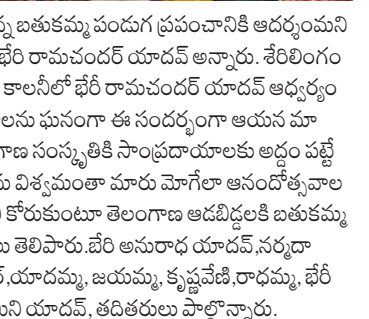 బతుకమ్మ పండుగ ప్రపంచానికి ఆదర్శంమని
భేరి రామచందర్ యాదవ్ అన్నారు. శేరిలింగం
కాలనీలో భేరీ రామచందర్ యాదవ్ ఆధ్వర్యం
లను ఘనంగా ఈ సందర్భంగా ఆయన మా
గాణ సంస్కృతికి సాంప్రదాయాలకు అద్దం పట్టే
విశ్వమంతా మారు మోగేలా ఆనందోత్సవాల
కోరుకుంటూ తెలంగాణ ఆడబిడ్డలకి బతుకమ్మ
లు తెలిపారు.బేరి అనురాధ యాదవ్,నర్మదా
యాదమ్మ, జయమ్మ, కృష్ణవేణి,రాధమ్మ, భేరీ
యాదవ్, తదితరులు పాల్గొన్నారు.